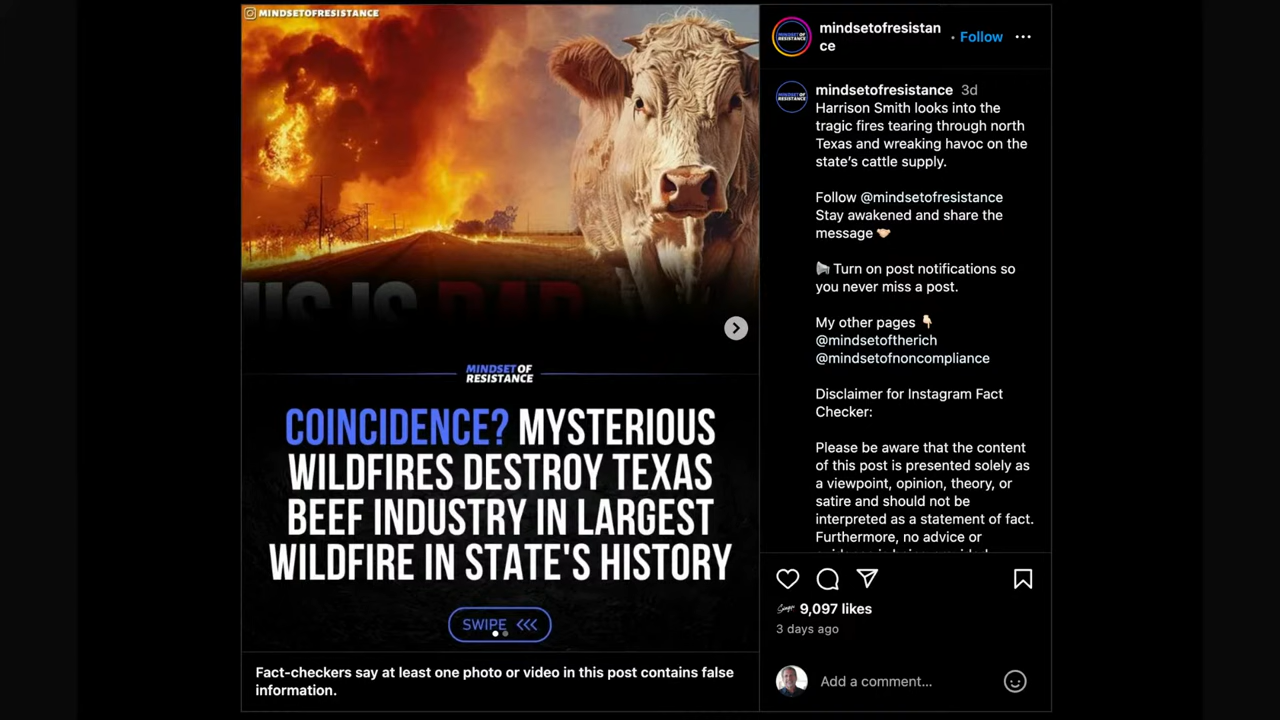 MINDSETOFRESISTANCE
US IS BAD
MINDSET OF
RESISTANCE
COINCIDENCE? MYSTERIOUS
WILDFIRES DESTROY TEXAS
BEEF INDUSTRY IN LARGEST
WILDFIRE IN STATE'S HISTORY
SWIPE <<<
Fact-checkers say at least one photo or video in this post contains false
information.
mindsetofresistan
ce
· Follow ...
mindsetofresistance 3d
Harrison Smith looks into the
tragic fires tearing through north
Texas and wreaking havoc on the
state’s cattle supply.
Follow @mindsetofresistance
Stay awakened and share the
message 🤝🏻
📢 Turn on post notifications so
you never miss a post.
My other pages 👇🏻
@mindsetoftherich
@mindsetofnoncompliance
Disclaimer for Instagram Fact
Checker:
Please be aware that the content
of this post is presented solely as
a viewpoint, opinion, theory, or
satire and should not be
interpreted as a statement of fact.
Furthermore, no advice or
9,097 likes
3 days ago
Add a comment...